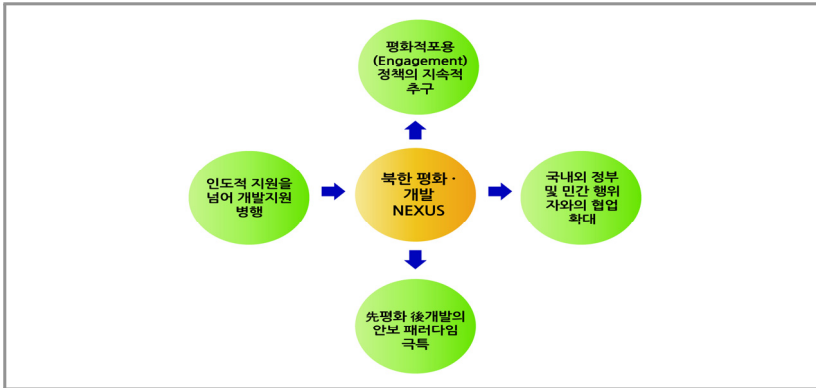 평화적포용
(Engagement)
정책의 지속적
추구
인도적 지원을
넘어 개발지원
병행
북한 평화·
개발
NEXUS
국내외 정부
및 민간 행위
자와의 협업
확대
先평화 後개발의
안보 패러다임
극특